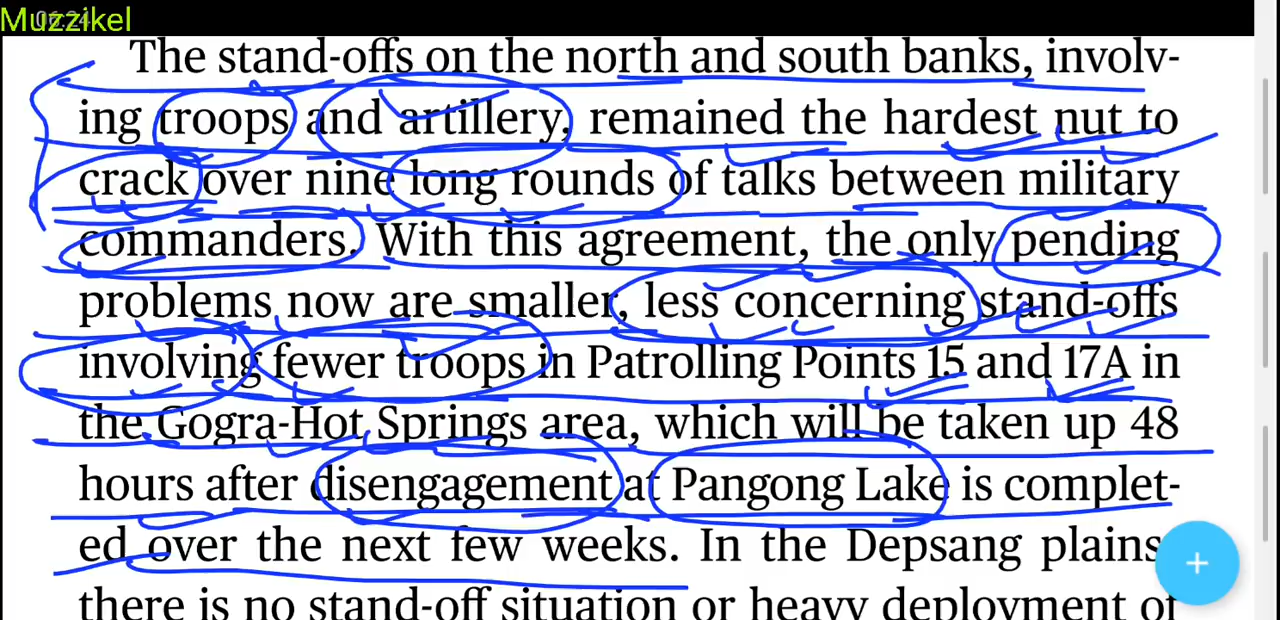 Muzzikel
The stand-offs on the north and south banks, involv-
ing troops and artillery, remained the hardest nut to
crack over nine long rounds of talks between military
commanders. With this agreement, the only pending
problems now are smaller, less concerning stand-offs
involving fewer troops in Patrolling Points 15 and 17A in
the Gogra-Hot Springs area, which will be taken up 48
hours after disengagement at Pangong Lake is complet-
ed over the next few weeks. In the Depsang plains
there is no stand-off situation or heavy deployment of